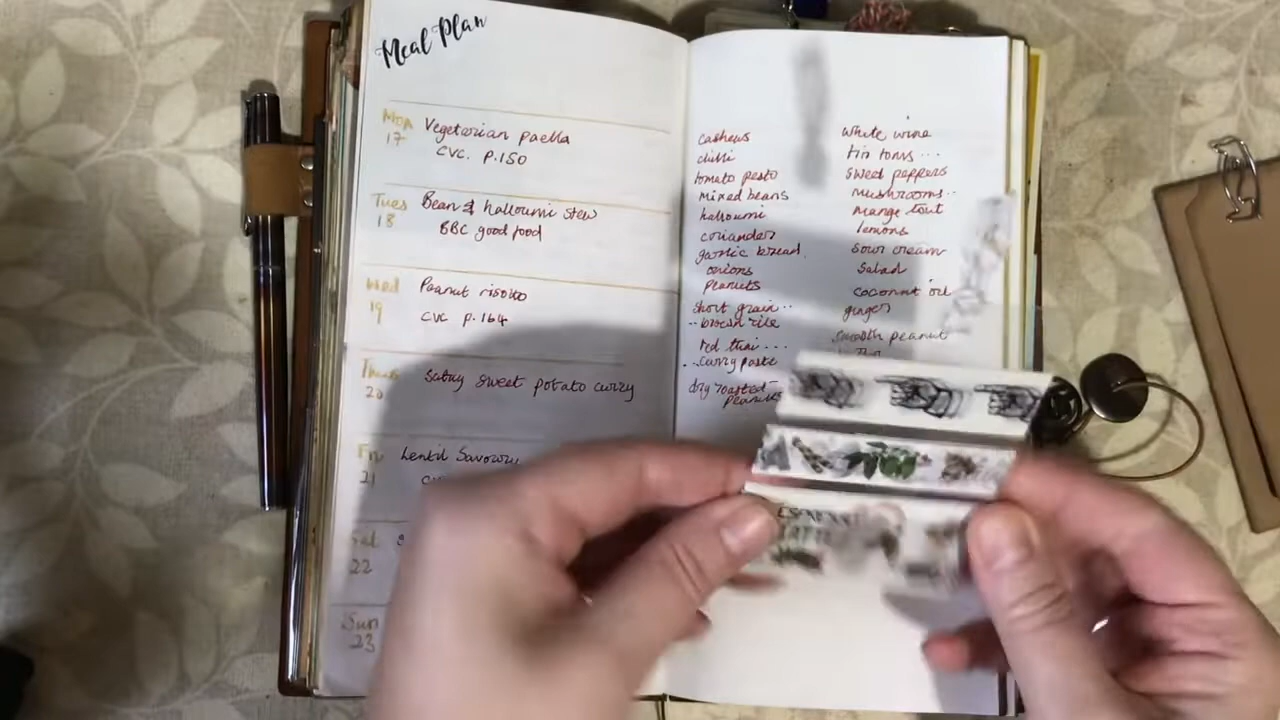 Meal Plan
Mon
17
Vegetarian paella
CVC. P.150
Tues
18
Bean & halloumi stew
BBC good food
Wed
19
Peanut risotto
CVC P.164
Thurs
20
Satay sweet potato curry
Fri
21
Lentil Savoury
Sat
22
Sun
23
cashews
chilli
tomato pesto
mixed beans
halloumi
coriander
garlic bread.
onions
Peanuts
short grain..
..brown rice
red thai...
..curry paste
dry roasted
peanuts
white wine
tin toms...
sweet peppers
mushrooms..
mange tout
lemons
sour cream
Salad
coconut oil
ginger
smooth peanut